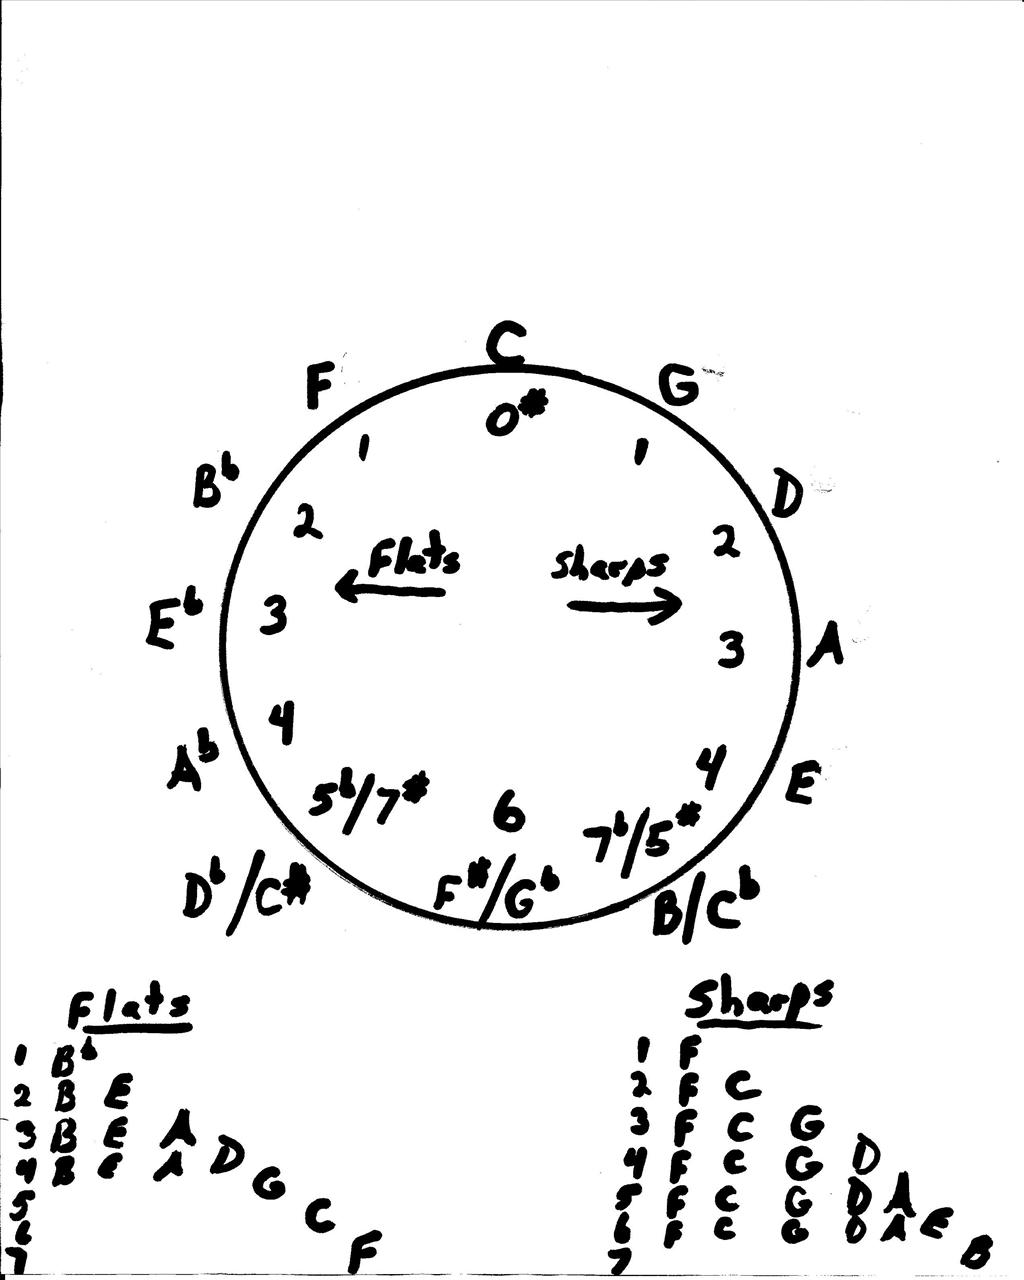 C
F G
0#
1 1
B♭ D
2 2
Flats Sharps
E♭ 3 3 A
4 4
A♭ E
5♭/7# 6 7♭/5#
D♭/C# F#/G♭ B/C♭
Flats
1 B♭
2 B E
3 B E A
4 B E A D
5 G
6 C
7 F
Sharps
1 F
2 F C
3 F C G
4 F C G D
5 F C G D A
6 F C G D A E
7 B